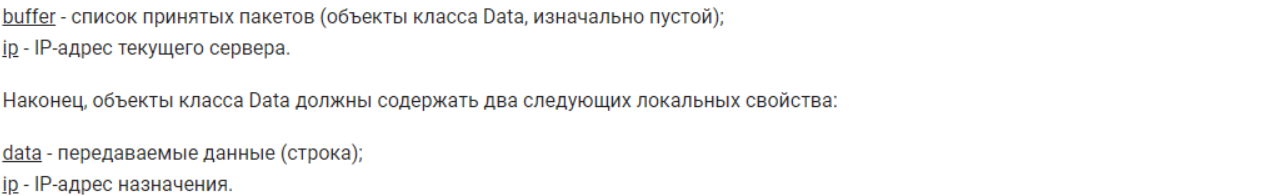 buffer - список принятых пакетов (объекты класса Data, изначально пустой);
ip - IP-адрес текущего сервера.
Наконец, объекты класса Data должны содержать два следующих локальных свойства:
data - передаваемые данные (строка);
ip - IP-адрес назначения.